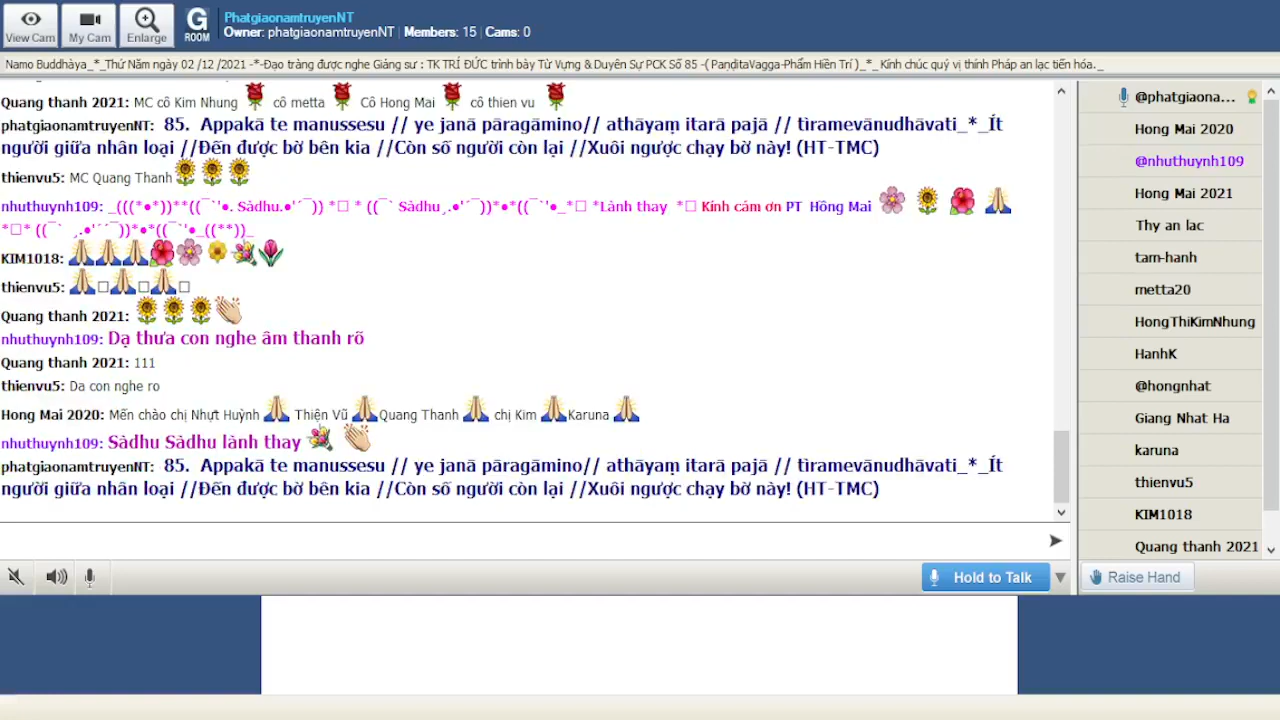 View Cam
My Cam
Enlarge
G ROOM
PhatgiaonamtruyenNT
Owner: phatgiaonamtruyenNT | Members: 15 | Cams: 0
Namo Buddhàya_*_Thứ Năm ngày 02 /12 /2021 -*-Đạo tràng được nghe Giảng sư : TK TRÍ ĐỨC trình bày Từ Vựng & Duyên Sự PCK Số 85 -( PaṇḍitaVagga-Phẩm Hiền Trí )_*_ Kính chúc quý vị thính Pháp an lạc tiến hóa._
Quang thanh 2021: MC cô Kim Nhung cô metta Cô Hong Mai cô thien vu
phatgiaonamtruyenNT: 85. Appakā te manussesu // ye janā pāragāmino// athāyaṃ itarā pajā // tìramevānudhāvati_*_Ít
người giữa nhân loại //Đến được bờ bên kia //Còn số người còn lại //Xuôi ngược chạy bờ này! (HT-TMC)
thienvu5: MC Quang Thanh
nhuthuynh109: _(((*●*))**((¯`'●. Sàdhu.●'´¯)) *□ * ((¯` Sàdhu¸.●'´¯))*●*((¯`'●_*□ *Lành thay *□ Kính cám ơn PT Hồng Mai
*□* ((¯` ¸.●'´´¯))*●*((¯`'●_((**))_
KIM1018:
thienvu5: □ □ □
Quang thanh 2021:
nhuthuynh109: Dạ thưa con nghe âm thanh rõ
Quang thanh 2021: 111
thienvu5: Da con nghe ro
Hong Mai 2020: Mến chào chị Nhựt Huỳnh Thiện Vũ Quang Thanh chị Kim Karuna
nhuthuynh109: Sàdhu Sàdhu lành thay
phatgiaonamtruyenNT: 85. Appakā te manussesu // ye janā pāragāmino// athāyaṃ itarā pajā // tìramevānudhāvati_*_Ít
người giữa nhân loại //Đến được bờ bên kia //Còn số người còn lại //Xuôi ngược chạy bờ này! (HT-TMC)
Hold to Talk
@phatgiaona...
Hong Mai 2020
@nhuthuynh109
Hong Mai 2021
Thy an lac
tam-hanh
metta20
HongThiKimNhung
HanhK
@hongnhat
Giang Nhat Ha
karuna
thienvu5
KIM1018
Quang thanh 2021
Raise Hand